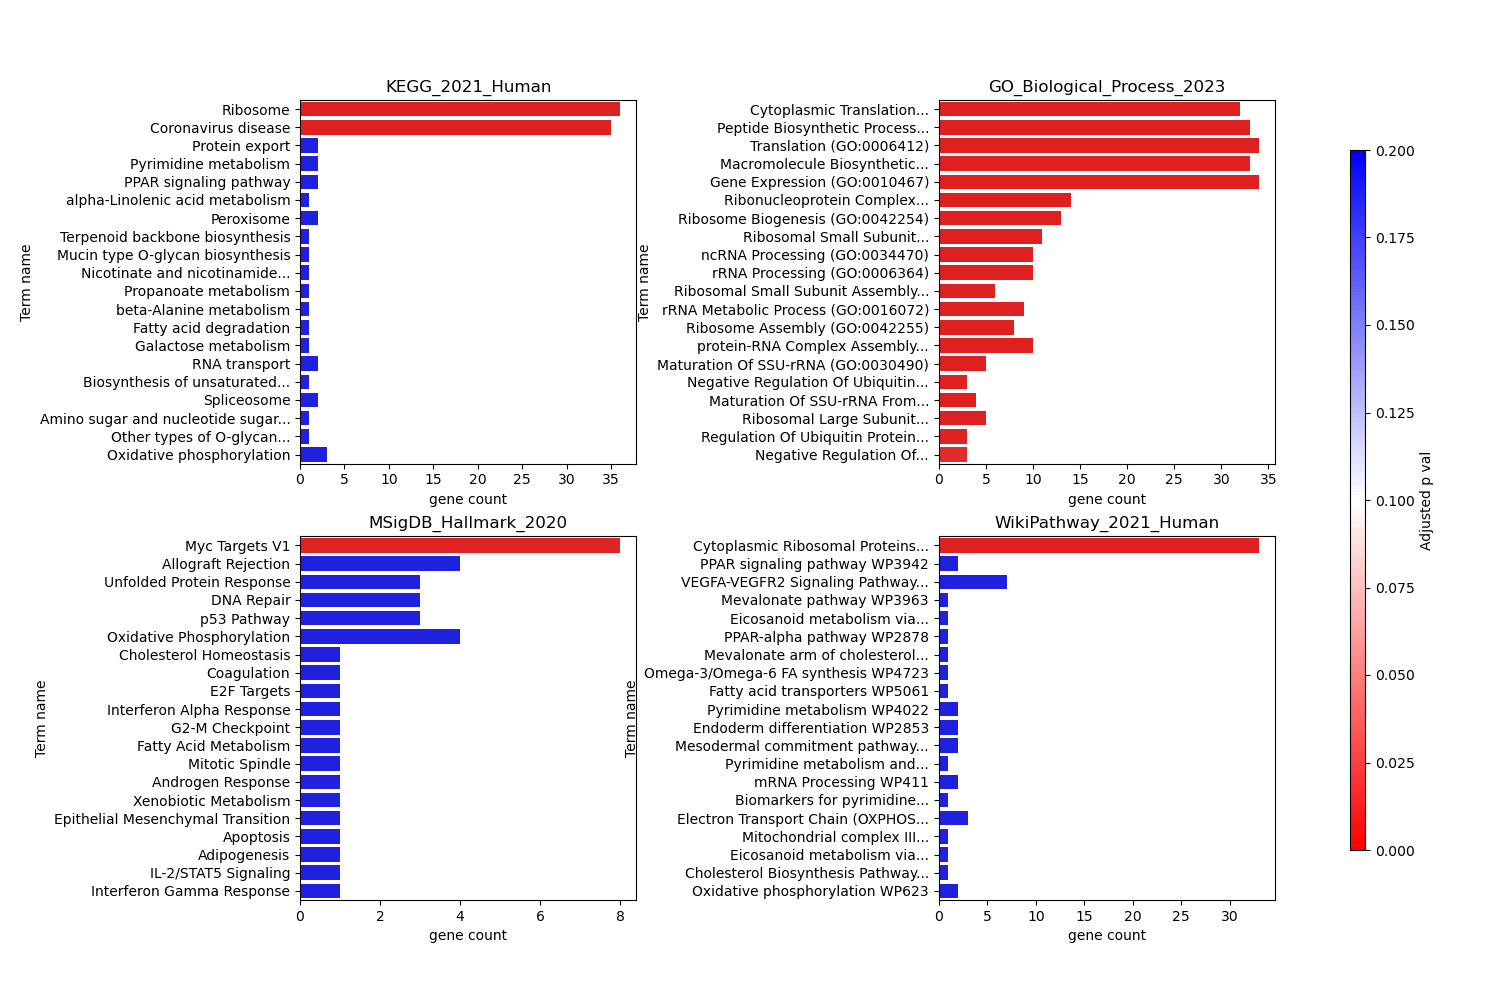 KEGG_2021_Human
Term name
Ribosome
Coronavirus disease
Protein export
Pyrimidine metabolism
PPAR signaling pathway
alpha-Linolenic acid metabolism
Peroxisome
Terpenoid backbone biosynthesis
Mucin type O-glycan biosynthesis
Nicotinate and nicotinamide...
Propanoate metabolism
beta-Alanine metabolism
Fatty acid degradation
Galactose metabolism
RNA transport
Biosynthesis of unsaturated...
Spliceosome
Amino sugar and nucleotide sugar...
Other types of O-glycan...
Oxidative phosphorylation
0 5 10 15 20 25 30 35
gene count
GO_Biological_Process_2023
Term name
Cytoplasmic Translation...
Peptide Biosynthetic Process...
Translation (GO:0006412)
Macromolecule Biosynthetic...
Gene Expression (GO:0010467)
Ribonucleoprotein Complex...
Ribosome Biogenesis (GO:0042254)
Ribosomal Small Subunit...
ncRNA Processing (GO:0034470)
rRNA Processing (GO:0006364)
Ribosomal Small Subunit Assembly...
rRNA Metabolic Process (GO:0016072)
Ribosome Assembly (GO:0042255)
protein-RNA Complex Assembly...
Maturation Of SSU-rRNA (GO:0030490)
Negative Regulation Of Ubiquitin...
Maturation Of SSU-rRNA From...
Ribosomal Large Subunit...
Regulation Of Ubiquitin Protein...
Negative Regulation Of...
0 5 10 15 20 25 30 35
gene count
MSigDB_Hallmark_2020
Term name
Myc Targets V1
Allograft Rejection
Unfolded Protein Response
DNA Repair
p53 Pathway
Oxidative Phosphorylation
Cholesterol Homeostasis
Coagulation
E2F Targets
Interferon Alpha Response
G2-M Checkpoint
Fatty Acid Metabolism
Mitotic Spindle
Androgen Response
Xenobiotic Metabolism
Epithelial Mesenchymal Transition
Apoptosis
Adipogenesis
IL-2/STAT5 Signaling
Interferon Gamma Response
0 2 4 6 8
gene count
WikiPathway_2021_Human
Term name
Cytoplasmic Ribosomal Proteins...
PPAR signaling pathway WP3942
VEGFA-VEGFR2 Signaling Pathway...
Mevalonate pathway WP3963
Eicosanoid metabolism via...
PPAR-alpha pathway WP2878
Mevalonate arm of cholesterol...
Omega-3/Omega-6 FA synthesis WP4723
Fatty acid transporters WP5061
Pyrimidine metabolism WP4022
Endoderm differentiation WP2853
Mesodermal commitment pathway...
Pyrimidine metabolism and...
mRNA Processing WP411
Biomarkers for pyrimidine...
Electron Transport Chain (OXPHOS...
Mitochondrial complex III...
Eicosanoid metabolism via...
Cholesterol Biosynthesis Pathway...
Oxidative phosphorylation WP623
0 5 10 15 20 25 30
gene count
0.200
0.175
0.150
0.125
0.100
0.075
0.050
0.025
0.000
Adjusted p val